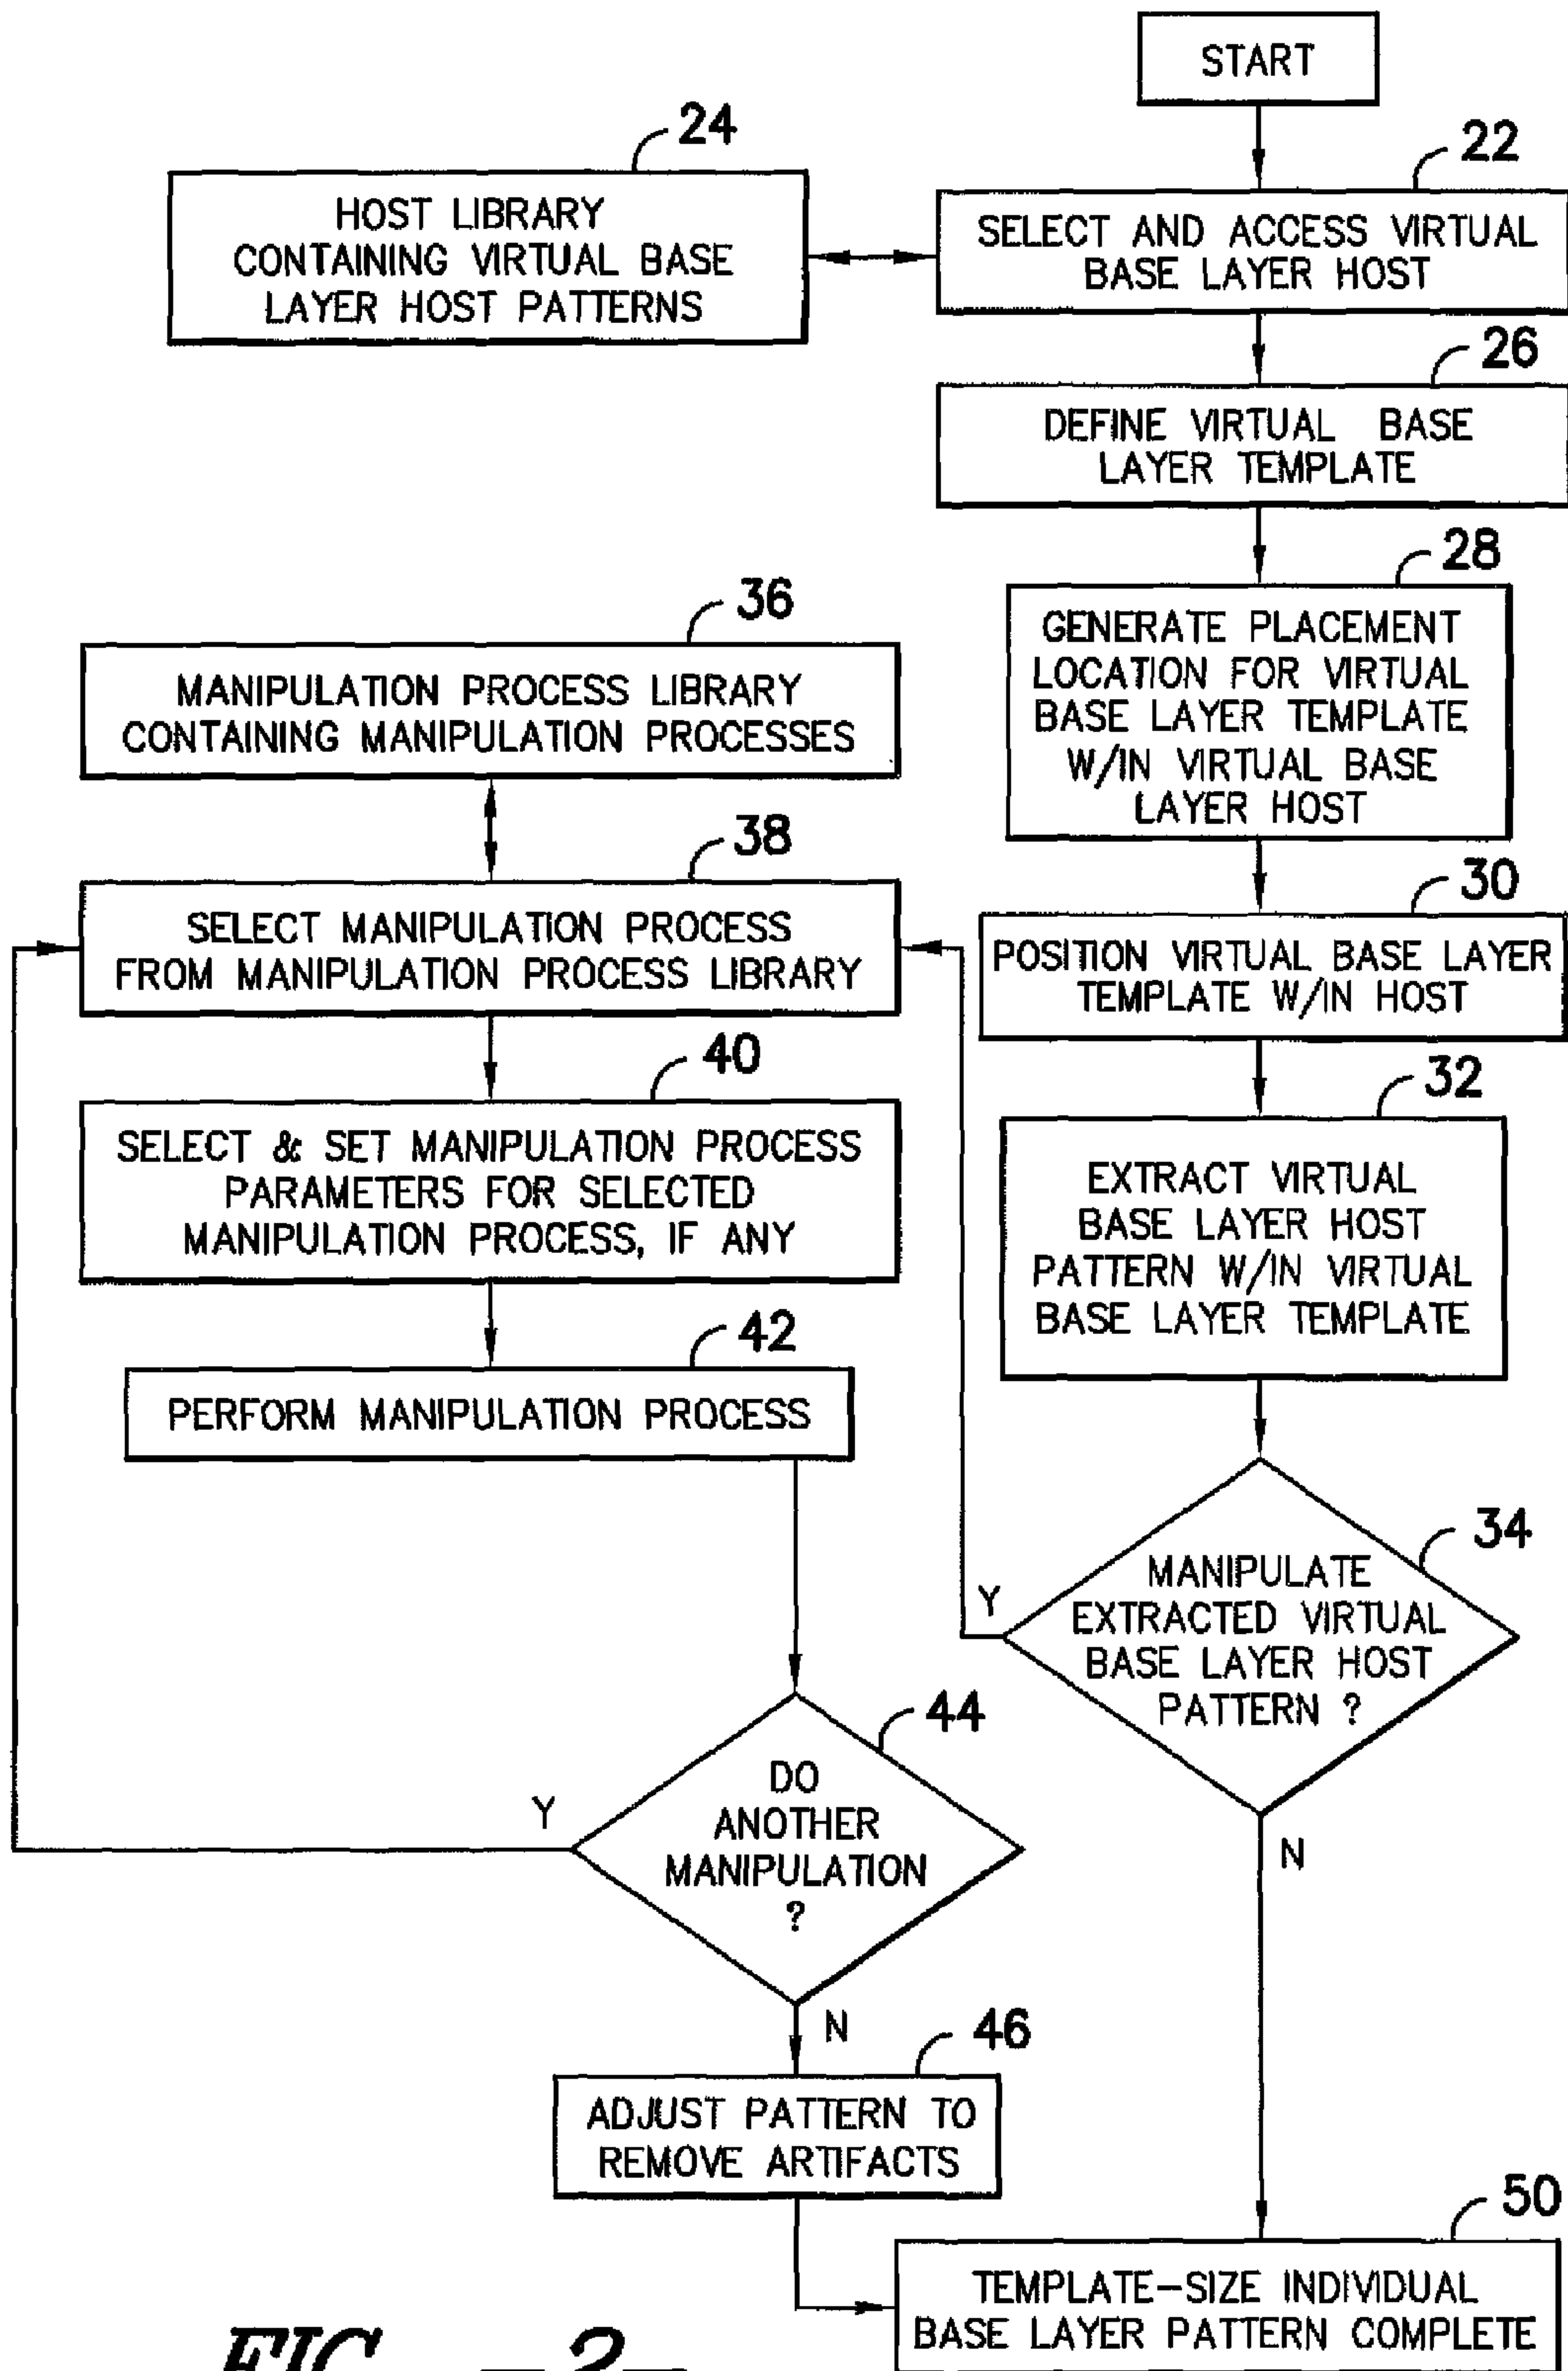 START
22
SELECT AND ACCESS VIRTUAL
BASE LAYER HOST
24
HOST LIBRARY
CONTAINING VIRTUAL BASE
LAYER HOST PATTERNS
26
DEFINE VIRTUAL BASE
LAYER TEMPLATE
28
GENERATE PLACEMENT
LOCATION FOR VIRTUAL
BASE LAYER TEMPLATE
W/IN VIRTUAL BASE
LAYER HOST
30
POSITION VIRTUAL BASE LAYER
TEMPLATE W/IN HOST
32
EXTRACT VIRTUAL
BASE LAYER HOST
PATTERN W/IN VIRTUAL
BASE LAYER TEMPLATE
34
MANIPULATE
EXTRACTED VIRTUAL
BASE LAYER HOST
PATTERN ?
Y
N
36
MANIPULATION PROCESS LIBRARY
CONTAINING MANIPULATION PROCESSES
38
SELECT MANIPULATION PROCESS
FROM MANIPULATION PROCESS LIBRARY
40
SELECT & SET MANIPULATION PROCESS
PARAMETERS FOR SELECTED
MANIPULATION PROCESS, IF ANY
42
PERFORM MANIPULATION PROCESS
44
DO
ANOTHER
MANIPULATION
?
Y
N
46
ADJUST PATTERN TO
REMOVE ARTIFACTS
50
TEMPLATE-SIZE INDIVIDUAL
BASE LAYER PATTERN COMPLETE
FIG. -2-